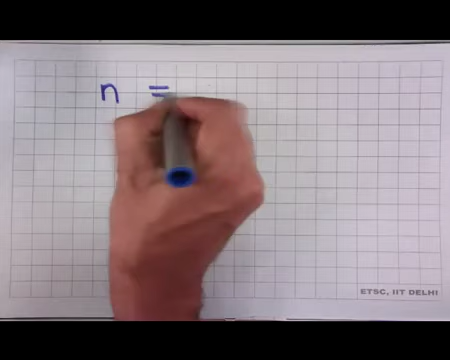 n =
ETSC, IIT DELHI